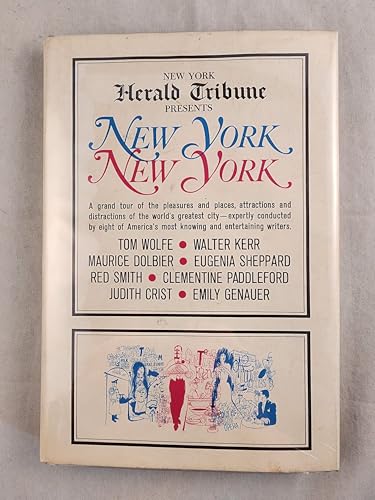 NEW YORK
Herald Tribune
PRESENTS
NEW YORK
NEW YORK
A grand tour of the pleasures and places, attractions and
distractions of the world's greatest city—expertly conducted
by eight of America's most knowing and entertaining writers.
TOM WOLFE • WALTER KERR
MAURICE DOLBIER • EUGENIA SHEPPARD
RED SMITH • CLEMENTINE PADDLEFORD
JUDITH CRIST • EMILY GENAUER